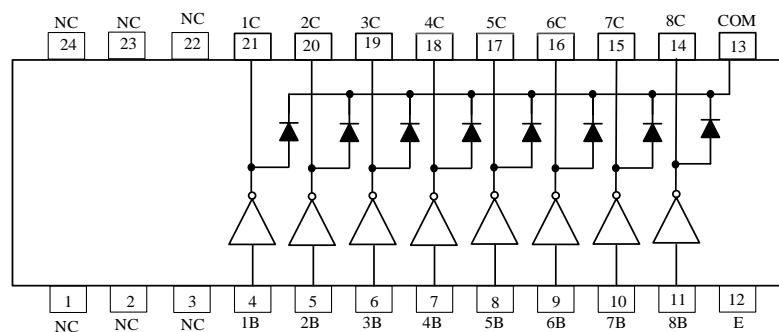 NC NC NC 1C 2C 3C 4C 5C 6C 7C 8C COM
24 23 22 21 20 19 18 17 16 15 14 13
1 2 3 4 5 6 7 8 9 10 11 12
NC NC NC 1B 2B 3B 4B 5B 6B 7B 8B E